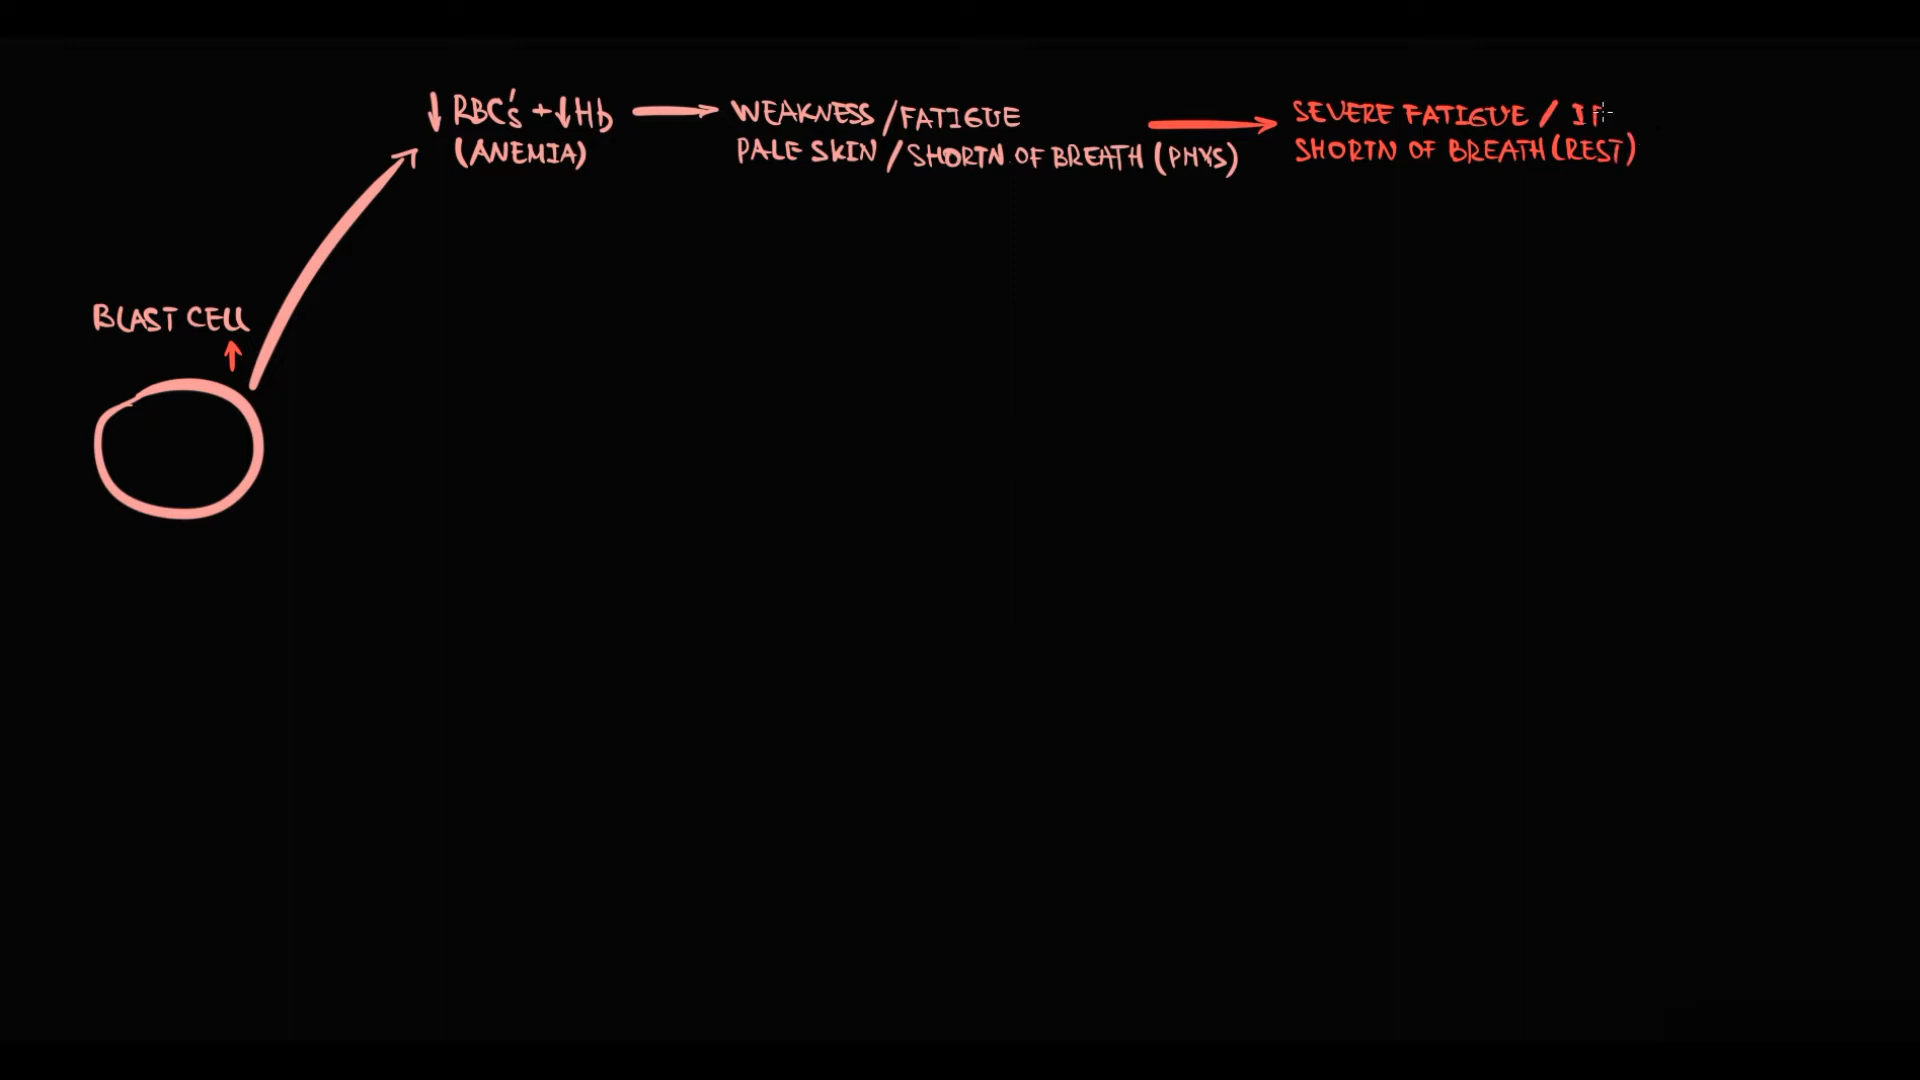 ↓ RBC's + ↓Hb → WEAKNESS / FATIGUE → SEVERE FATIGUE /
(ANEMIA) PALE SKIN / SHORTN OF BREATH (PHYS) SHORTN OF BREATH (REST)
BLAST CELL
↑